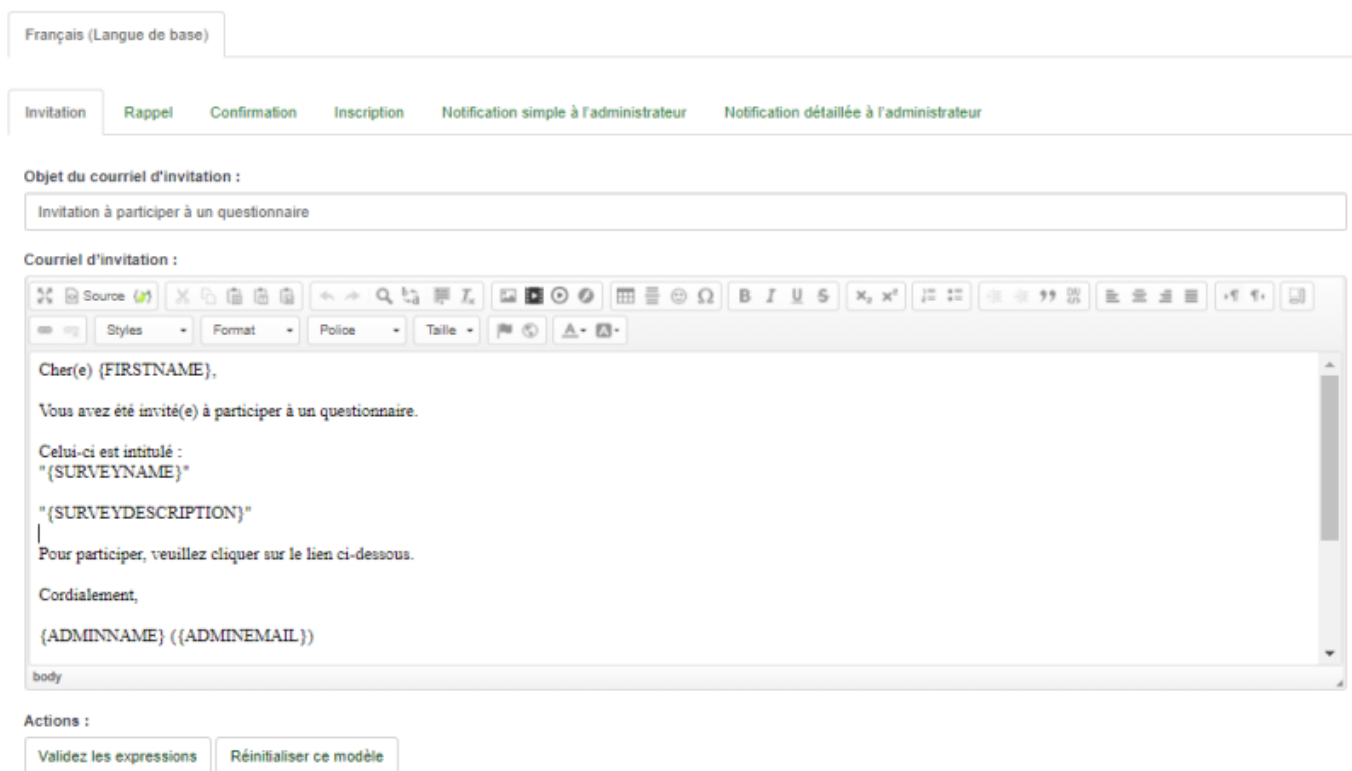 Français (Langue de base)
Invitation Rappel Confirmation Inscription Notification simple à l'administrateur Notification détaillée à l'administrateur
Objet du courriel d'invitation :
Invitation à participer à un questionnaire
Courriel d'invitation :
Source
Styles Format Police Taille
Cher(e) {FIRSTNAME},
Vous avez été invité(e) à participer à un questionnaire.
Celui-ci est intitulé :
"{SURVEYNAME}"
"{SURVEYDESCRIPTION}"
Pour participer, veuillez cliquer sur le lien ci-dessous.
Cordialement,
{ADMINNAME} ({ADMINEMAIL})
body
Actions :
Validez les expressions Réinitialiser ce modèle